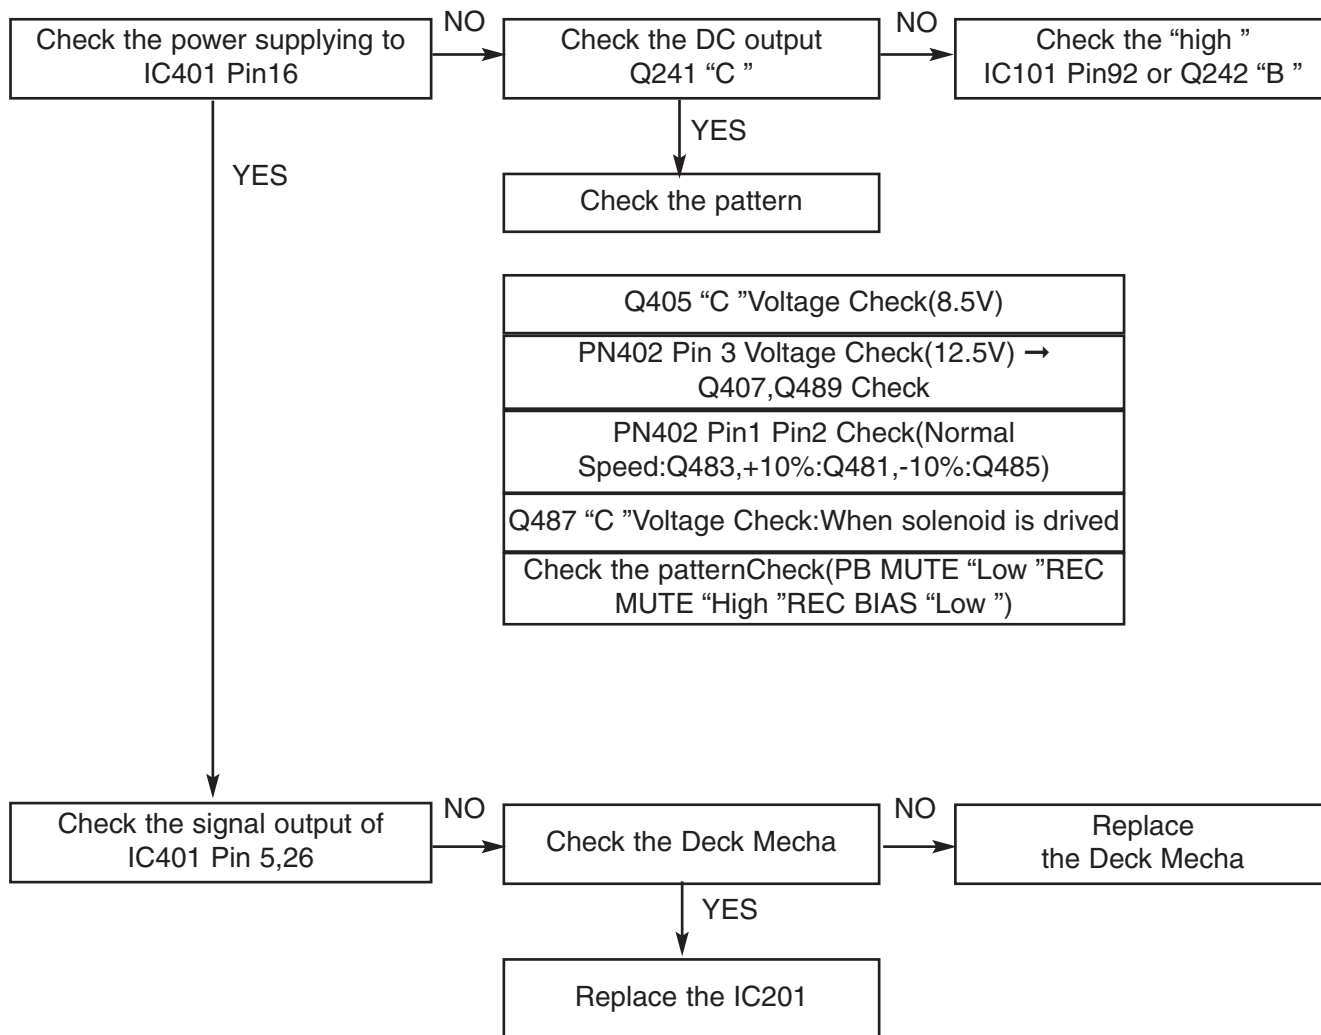 Check the power supplying to
IC401 Pin16
NO
Check the DC output
Q241 “C ”
NO
Check the “high ”
IC101 Pin92 or Q242 “B ”
YES
YES
Check the pattern
Q405 “C ”Voltage Check(8.5V)
PN402 Pin 3 Voltage Check(12.5V) →
Q407,Q489 Check
PN402 Pin1 Pin2 Check(Normal
Speed:Q483,+10%:Q481,-10%:Q485)
Q487 “C ”Voltage Check:When solenoid is drived
Check the patternCheck(PB MUTE “Low ”REC
MUTE “High ”REC BIAS “Low ”)
Check the signal output of
IC401 Pin 5,26
NO
Check the Deck Mecha
NO
Replace
the Deck Mecha
YES
Replace the IC201